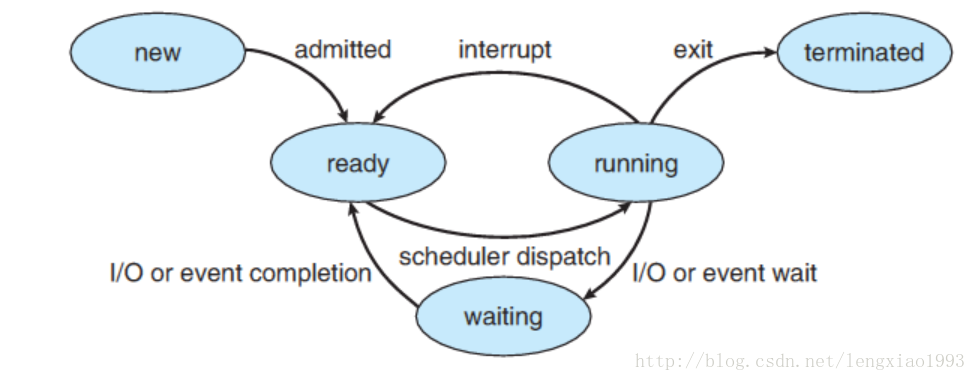 new
admitted
interrupt
exit
terminated
ready
running
scheduler dispatch
I/O or event completion
I/O or event wait
waiting
http://blog.csdn.net/lengxiao1993